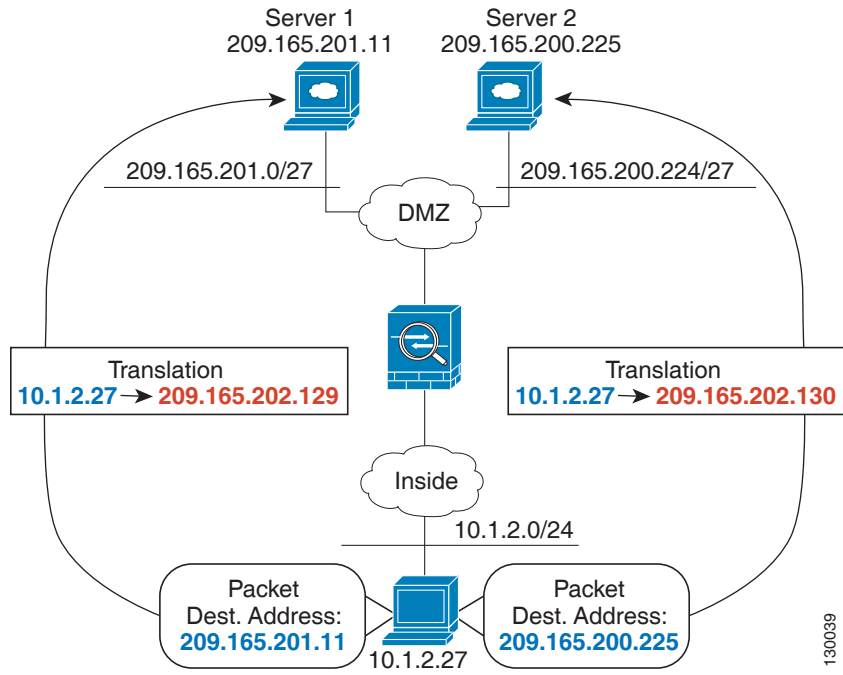 Server 1
209.165.201.11
Server 2
209.165.200.225
209.165.201.0/27
209.165.200.224/27
DMZ
Translation
10.1.2.27 → 209.165.202.129
Translation
10.1.2.27 → 209.165.202.130
Inside
10.1.2.0/24
Packet
Dest. Address:
209.165.201.11
Packet
Dest. Address:
209.165.200.225
10.1.2.27
130039